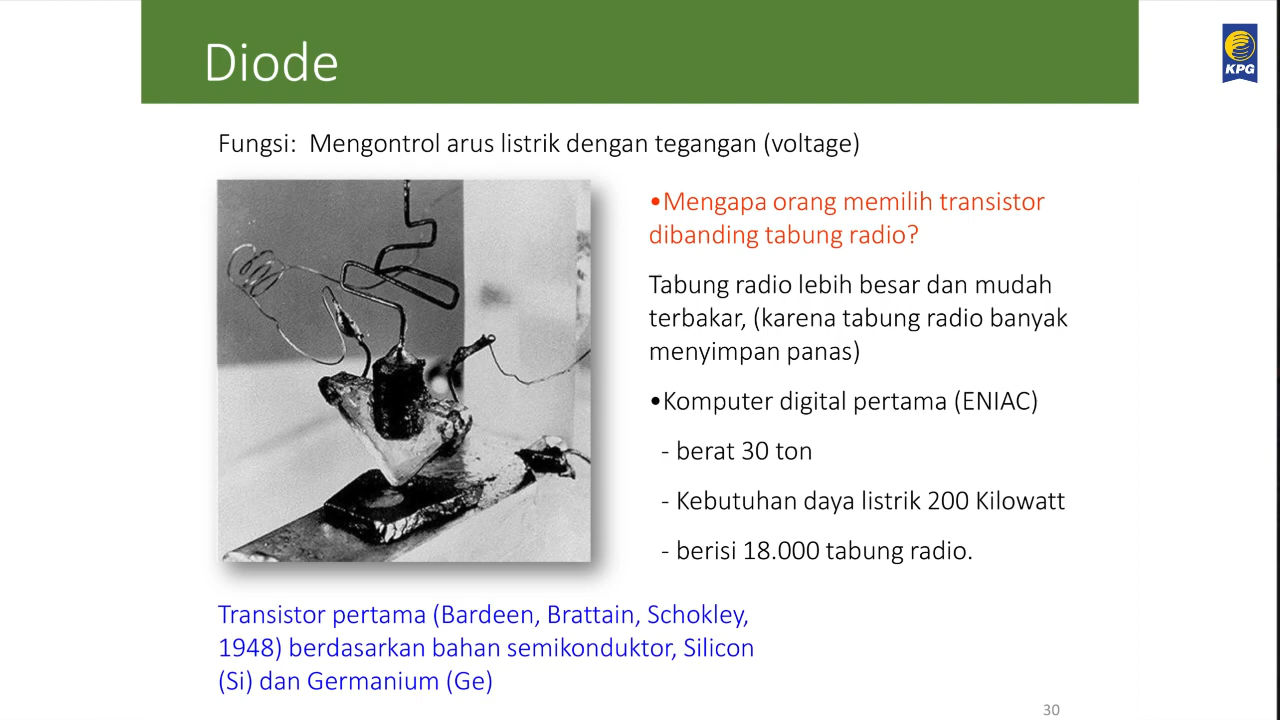 Diode
KPG
Fungsi:  Mengontrol arus listrik dengan tegangan (voltage)
•Mengapa orang memilih transistor
dibanding tabung radio?
Tabung radio lebih besar dan mudah
terbakar, (karena tabung radio banyak
menyimpan panas)
•Komputer digital pertama (ENIAC)
- berat 30 ton
- Kebutuhan daya listrik 200 Kilowatt
- berisi 18.000 tabung radio.
Transistor pertama (Bardeen, Brattain, Schokley,
1948) berdasarkan bahan semikonduktor, Silicon
(Si) dan Germanium (Ge)
30